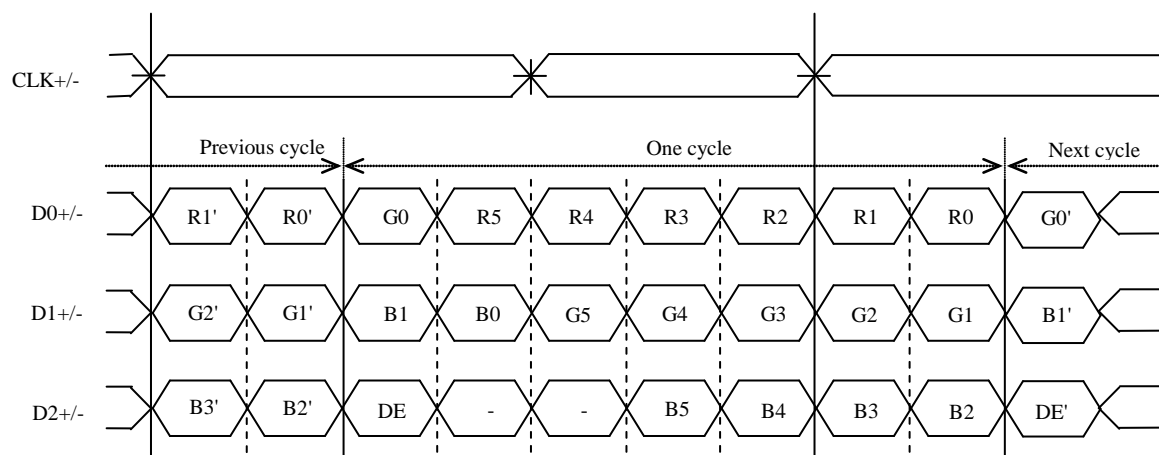 CLK+/-
Previous cycle One cycle Next cycle
D0+/- R1' R0' G0 R5 R4 R3 R2 R1 R0 G0'
D1+/- G2' G1' B1 B0 G5 G4 G3 G2 G1 B1'
D2+/- B3' B2' DE - - B5 B4 B3 B2 DE'